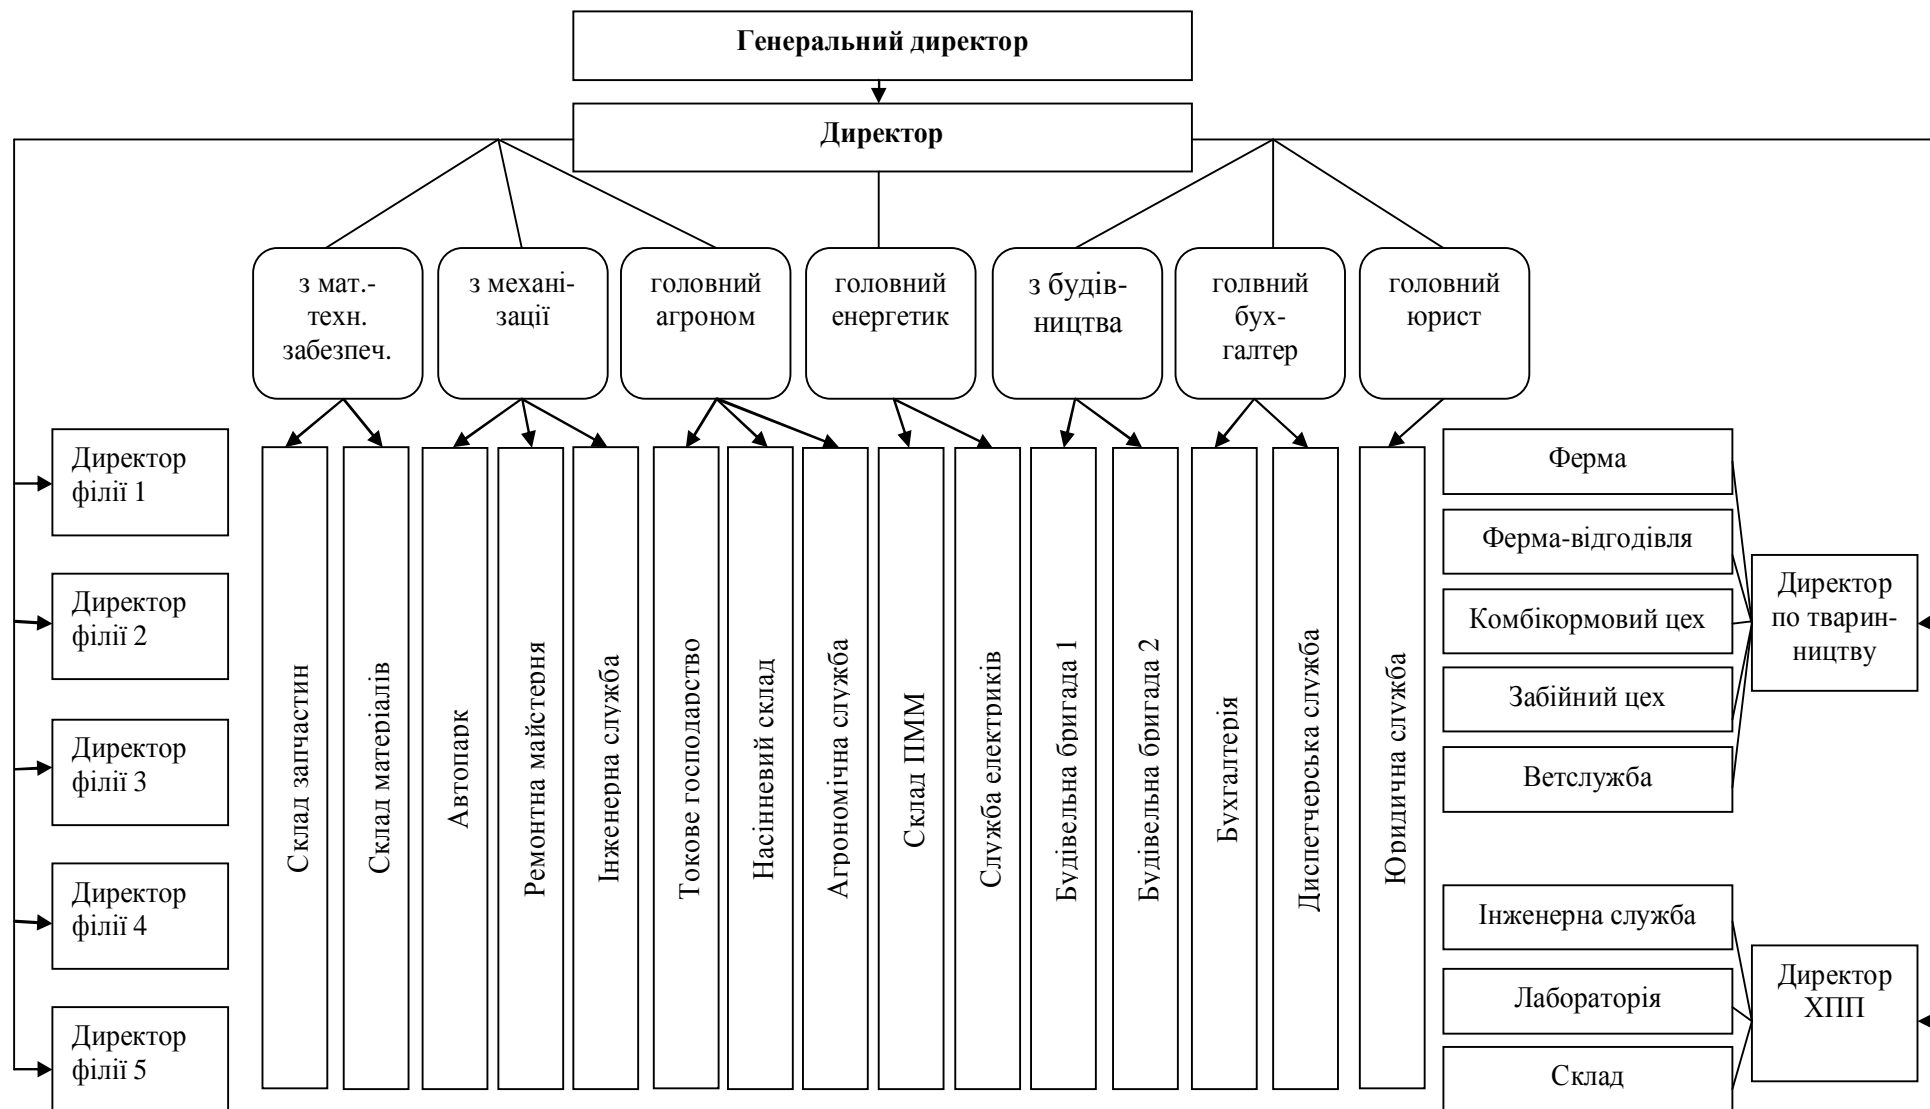 Генеральний директор
Директор
з мат.-
техн.
забезпеч.
з механі-
зації
головний
агроном
головний
енергетик
з будів-
ництва
голвний
бух-
галтер
головний
юрист
Директор
філії 1
Директор
філії 2
Директор
філії 3
Директор
філії 4
Директор
філії 5
Склад запчастин
Склад матеріалів
Автопарк
Ремонтна майстерня
Інженерна служба
Токове господарство
Насінневий склад
Агрономічна служба
Склад ПММ
Служба електриків
Будівельна бригада 1
Будівельна бригада 2
Бухгалтерія
Диспетчерська служба
Юридична служба
Ферма
Ферма-відгодівля
Комбікормовий цех
Забійний цех
Ветслужба
Директор
по тварин-
ництву
Інженерна служба
Лабораторія
Склад
Директор
ХПП